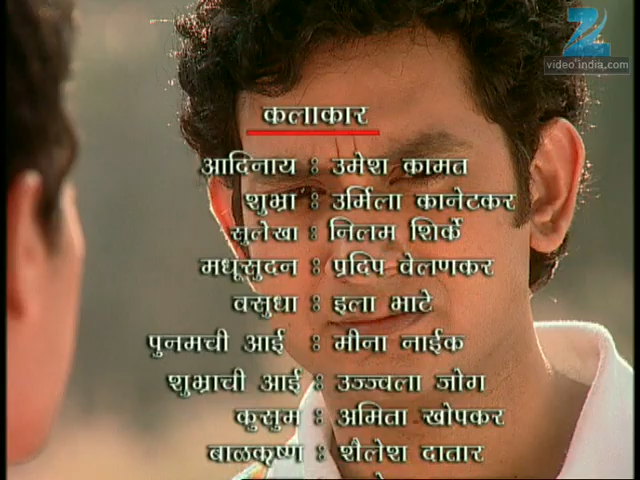 Z
video'india.com
कलाकार
आदिनाथ : उमेश कामत
शुभ्रा : उर्मिला कानेटकर
सुलेखा : निलम शिर्के
मधूसुदन : प्रदिप वेलणकर
वसुधा : इला भाटे
पुनमची आई : मीना नाईक
शुभ्राची आई : उज्ज्वला जोग
कुसुम : अमिता खोपकर
बाळकृष्ण : शैलेश दातार